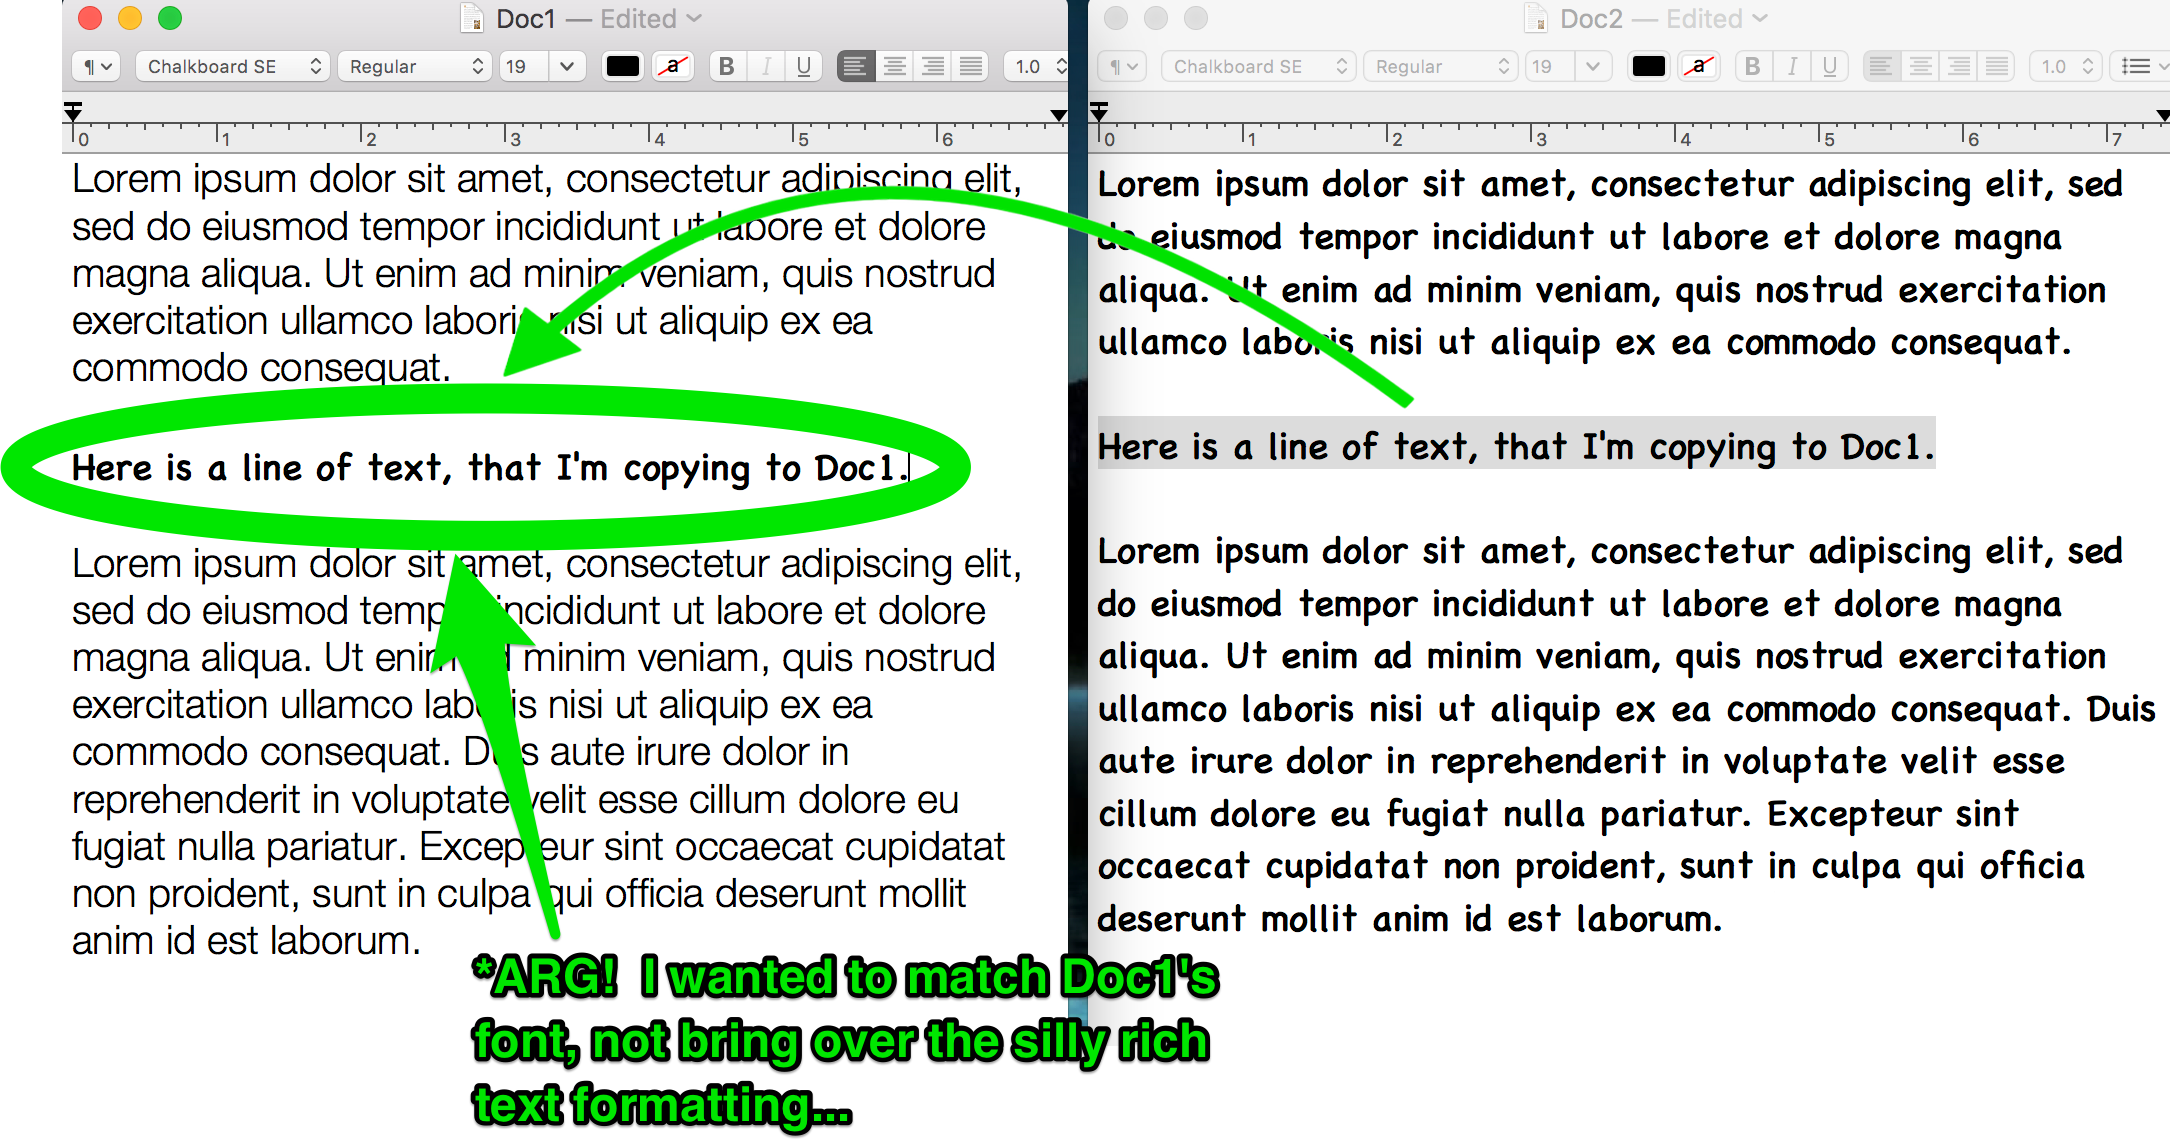 Doc1 — Edited
¶ Chalkboard SE Regular 19 a B I U 1.0
0 1 2 3 4 5 6
Lorem ipsum dolor sit amet, consectetur adipiscing elit,
sed do eiusmod tempor incididunt ut labore et dolore
magna aliqua. Ut enim ad minim veniam, quis nostrud
exercitation ullamco laboris nisi ut aliquip ex ea
commodo consequat.
Here is a line of text, that I'm copying to Doc1.
Lorem ipsum dolor sit amet, consectetur adipiscing elit,
sed do eiusmod tempor incididunt ut labore et dolore
magna aliqua. Ut enim ad minim veniam, quis nostrud
exercitation ullamco laboris nisi ut aliquip ex ea
commodo consequat. Duis aute irure dolor in
reprehenderit in voluptate velit esse cillum dolore eu
fugiat nulla pariatur. Excepteur sint occaecat cupidatat
non proident, sunt in culpa qui officia deserunt mollit
anim id est laborum.
Doc2 — Edited
¶ Chalkboard SE Regular 19 a B I U 1.0
0 1 2 3 4 5 6 7
Lorem ipsum dolor sit amet, consectetur adipiscing elit, sed
do eiusmod tempor incididunt ut labore et dolore magna
aliqua. Ut enim ad minim veniam, quis nostrud exercitation
ullamco laboris nisi ut aliquip ex ea commodo consequat.
Here is a line of text, that I'm copying to Doc1.
Lorem ipsum dolor sit amet, consectetur adipiscing elit, sed
do eiusmod tempor incididunt ut labore et dolore magna
aliqua. Ut enim ad minim veniam, quis nostrud exercitation
ullamco laboris nisi ut aliquip ex ea commodo consequat. Duis
aute irure dolor in reprehenderit in voluptate velit esse
cillum dolore eu fugiat nulla pariatur. Excepteur sint
occaecat cupidatat non proident, sunt in culpa qui officia
deserunt mollit anim id est laborum.
*ARG!  I wanted to match Doc1's
font, not bring over the silly rich
text formatting...